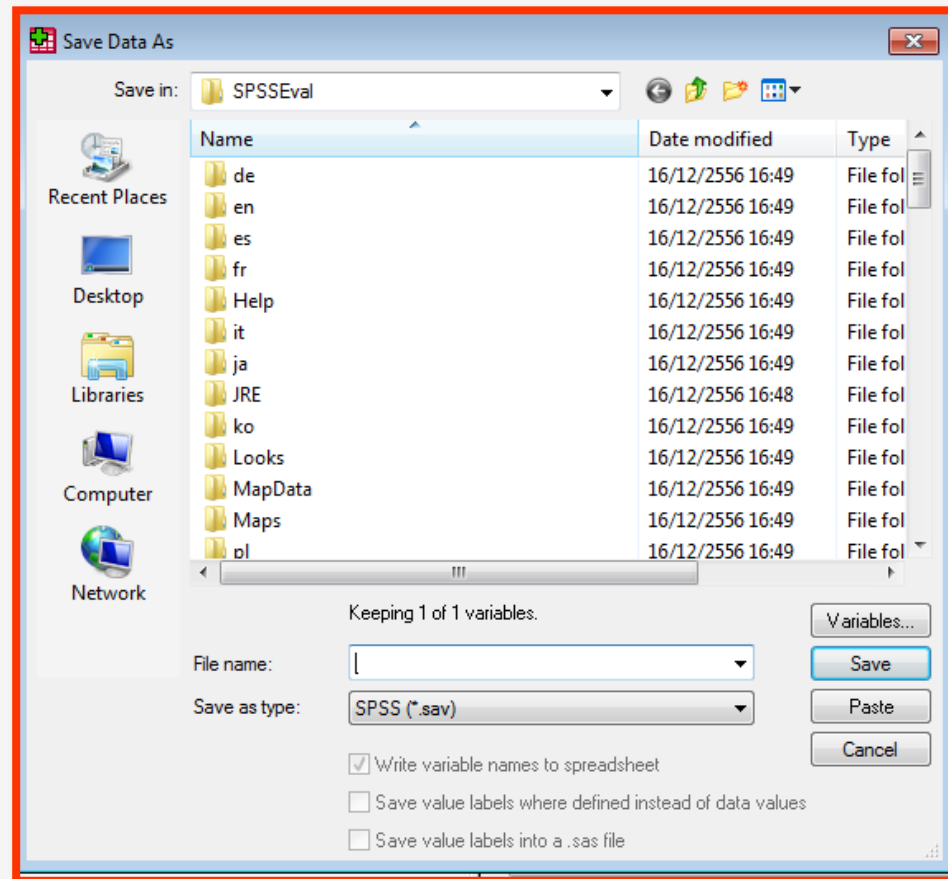 Save Data As
Save in: SPSSEval
Name Date modified Type
Recent Places
Desktop
Libraries
Computer
Network
de 16/12/2556 16:49 File fol
en 16/12/2556 16:49 File fol
es 16/12/2556 16:49 File fol
fr 16/12/2556 16:49 File fol
Help 16/12/2556 16:49 File fol
it 16/12/2556 16:49 File fol
ja 16/12/2556 16:49 File fol
JRE 16/12/2556 16:48 File fol
ko 16/12/2556 16:49 File fol
Looks 16/12/2556 16:49 File fol
MapData 16/12/2556 16:49 File fol
Maps 16/12/2556 16:49 File fol
pl 16/12/2556 16:49 File fol
Keeping 1 of 1 variables.
Variables...
File name:
Save
Save as type: SPSS (*.sav)
Paste
Cancel
Write variable names to spreadsheet
Save value labels where defined instead of data values
Save value labels into a .sas file